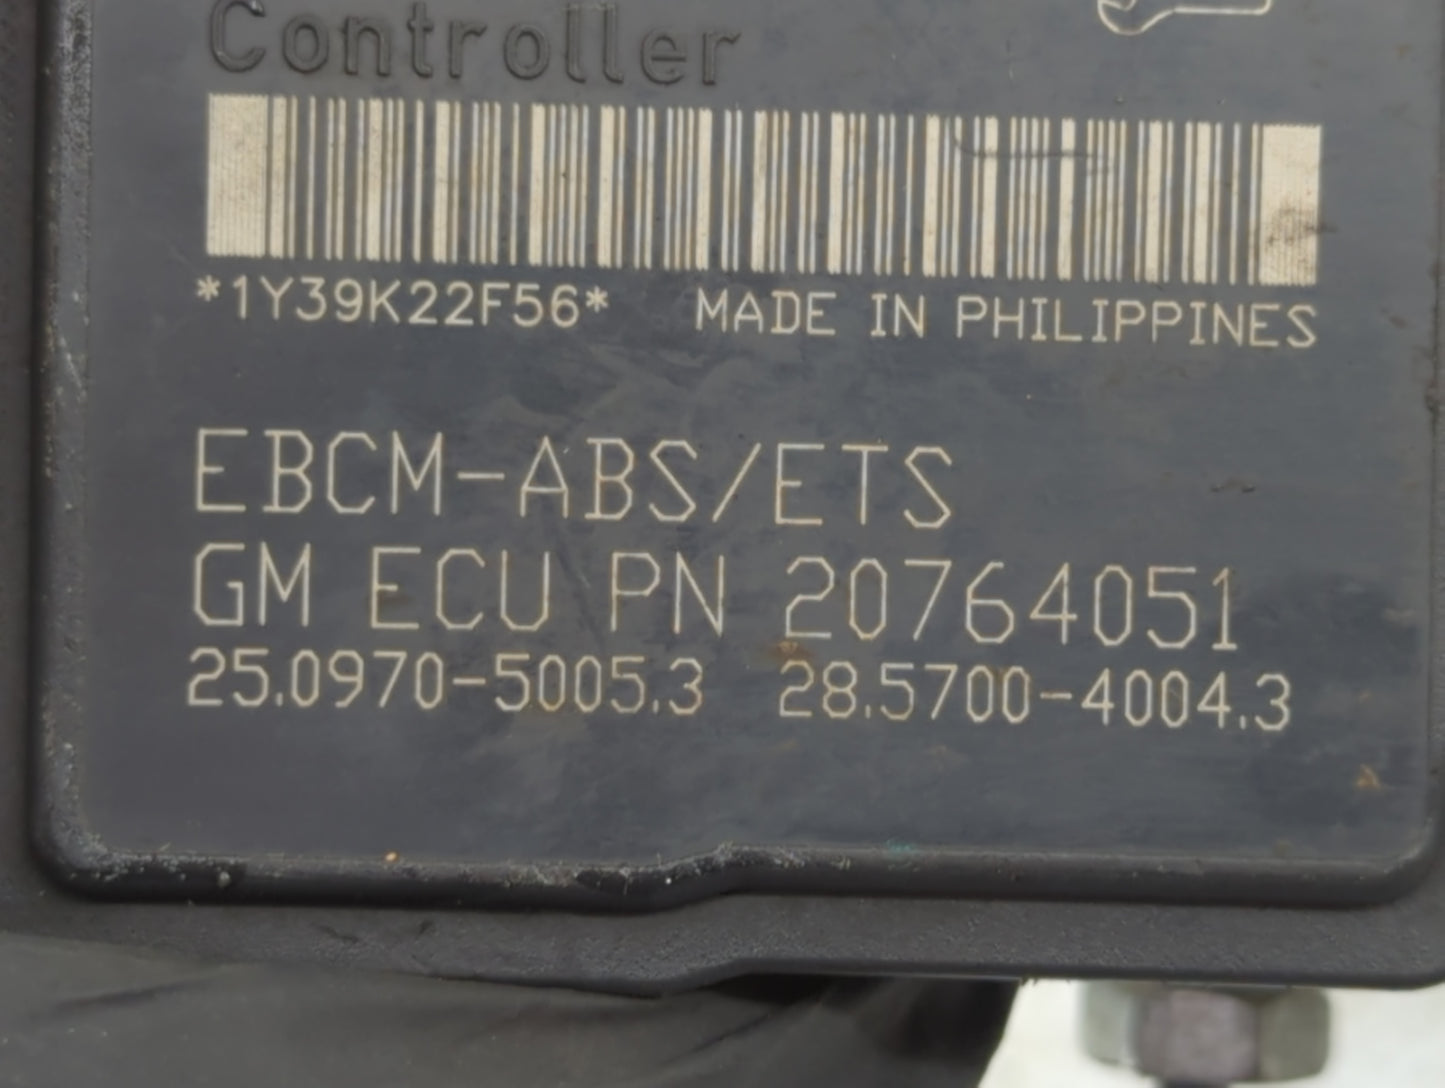 Controller
*1Y39K22F56* MADE IN PHILIPPINES
EBCM-ABS/ETS
GM ECU PN 20764051
25.0970-5005.3 28.5700-4004.3